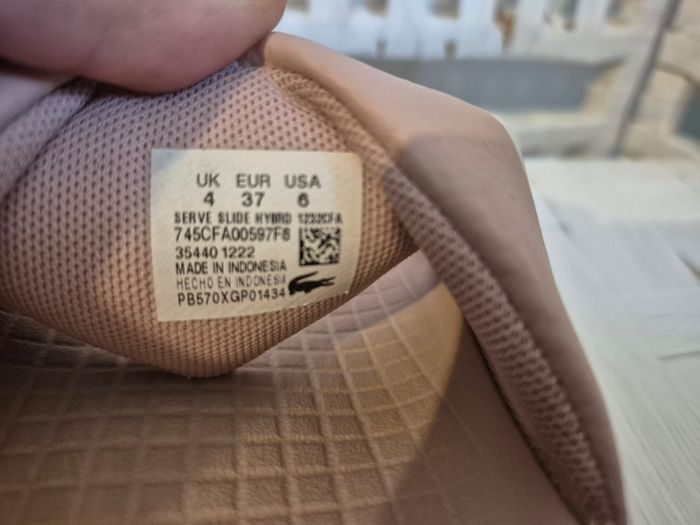 UK EUR USA
4 37 6
SERVE SLIDE HYBRD 1222CFA
745CFA00597F8
35440 1222
MADE IN INDONESIA
HECHO EN INDONESIA
PB570XGP01434